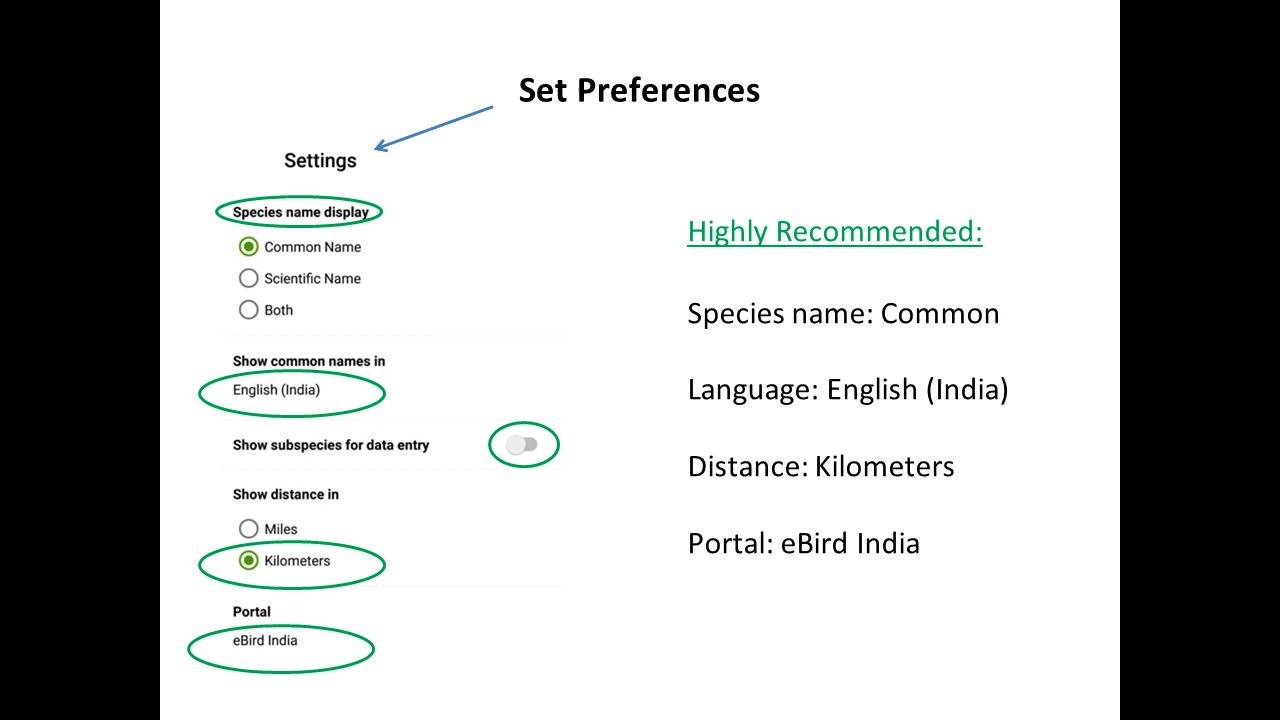 Set Preferences
Settings
Species name display
Common Name
Scientific Name
Both
Show common names in
English (India)
Show subspecies for data entry
Show distance in
Miles
Kilometers
Portal
eBird India
Highly Recommended:
Species name: Common
Language: English (India)
Distance: Kilometers
Portal: eBird India